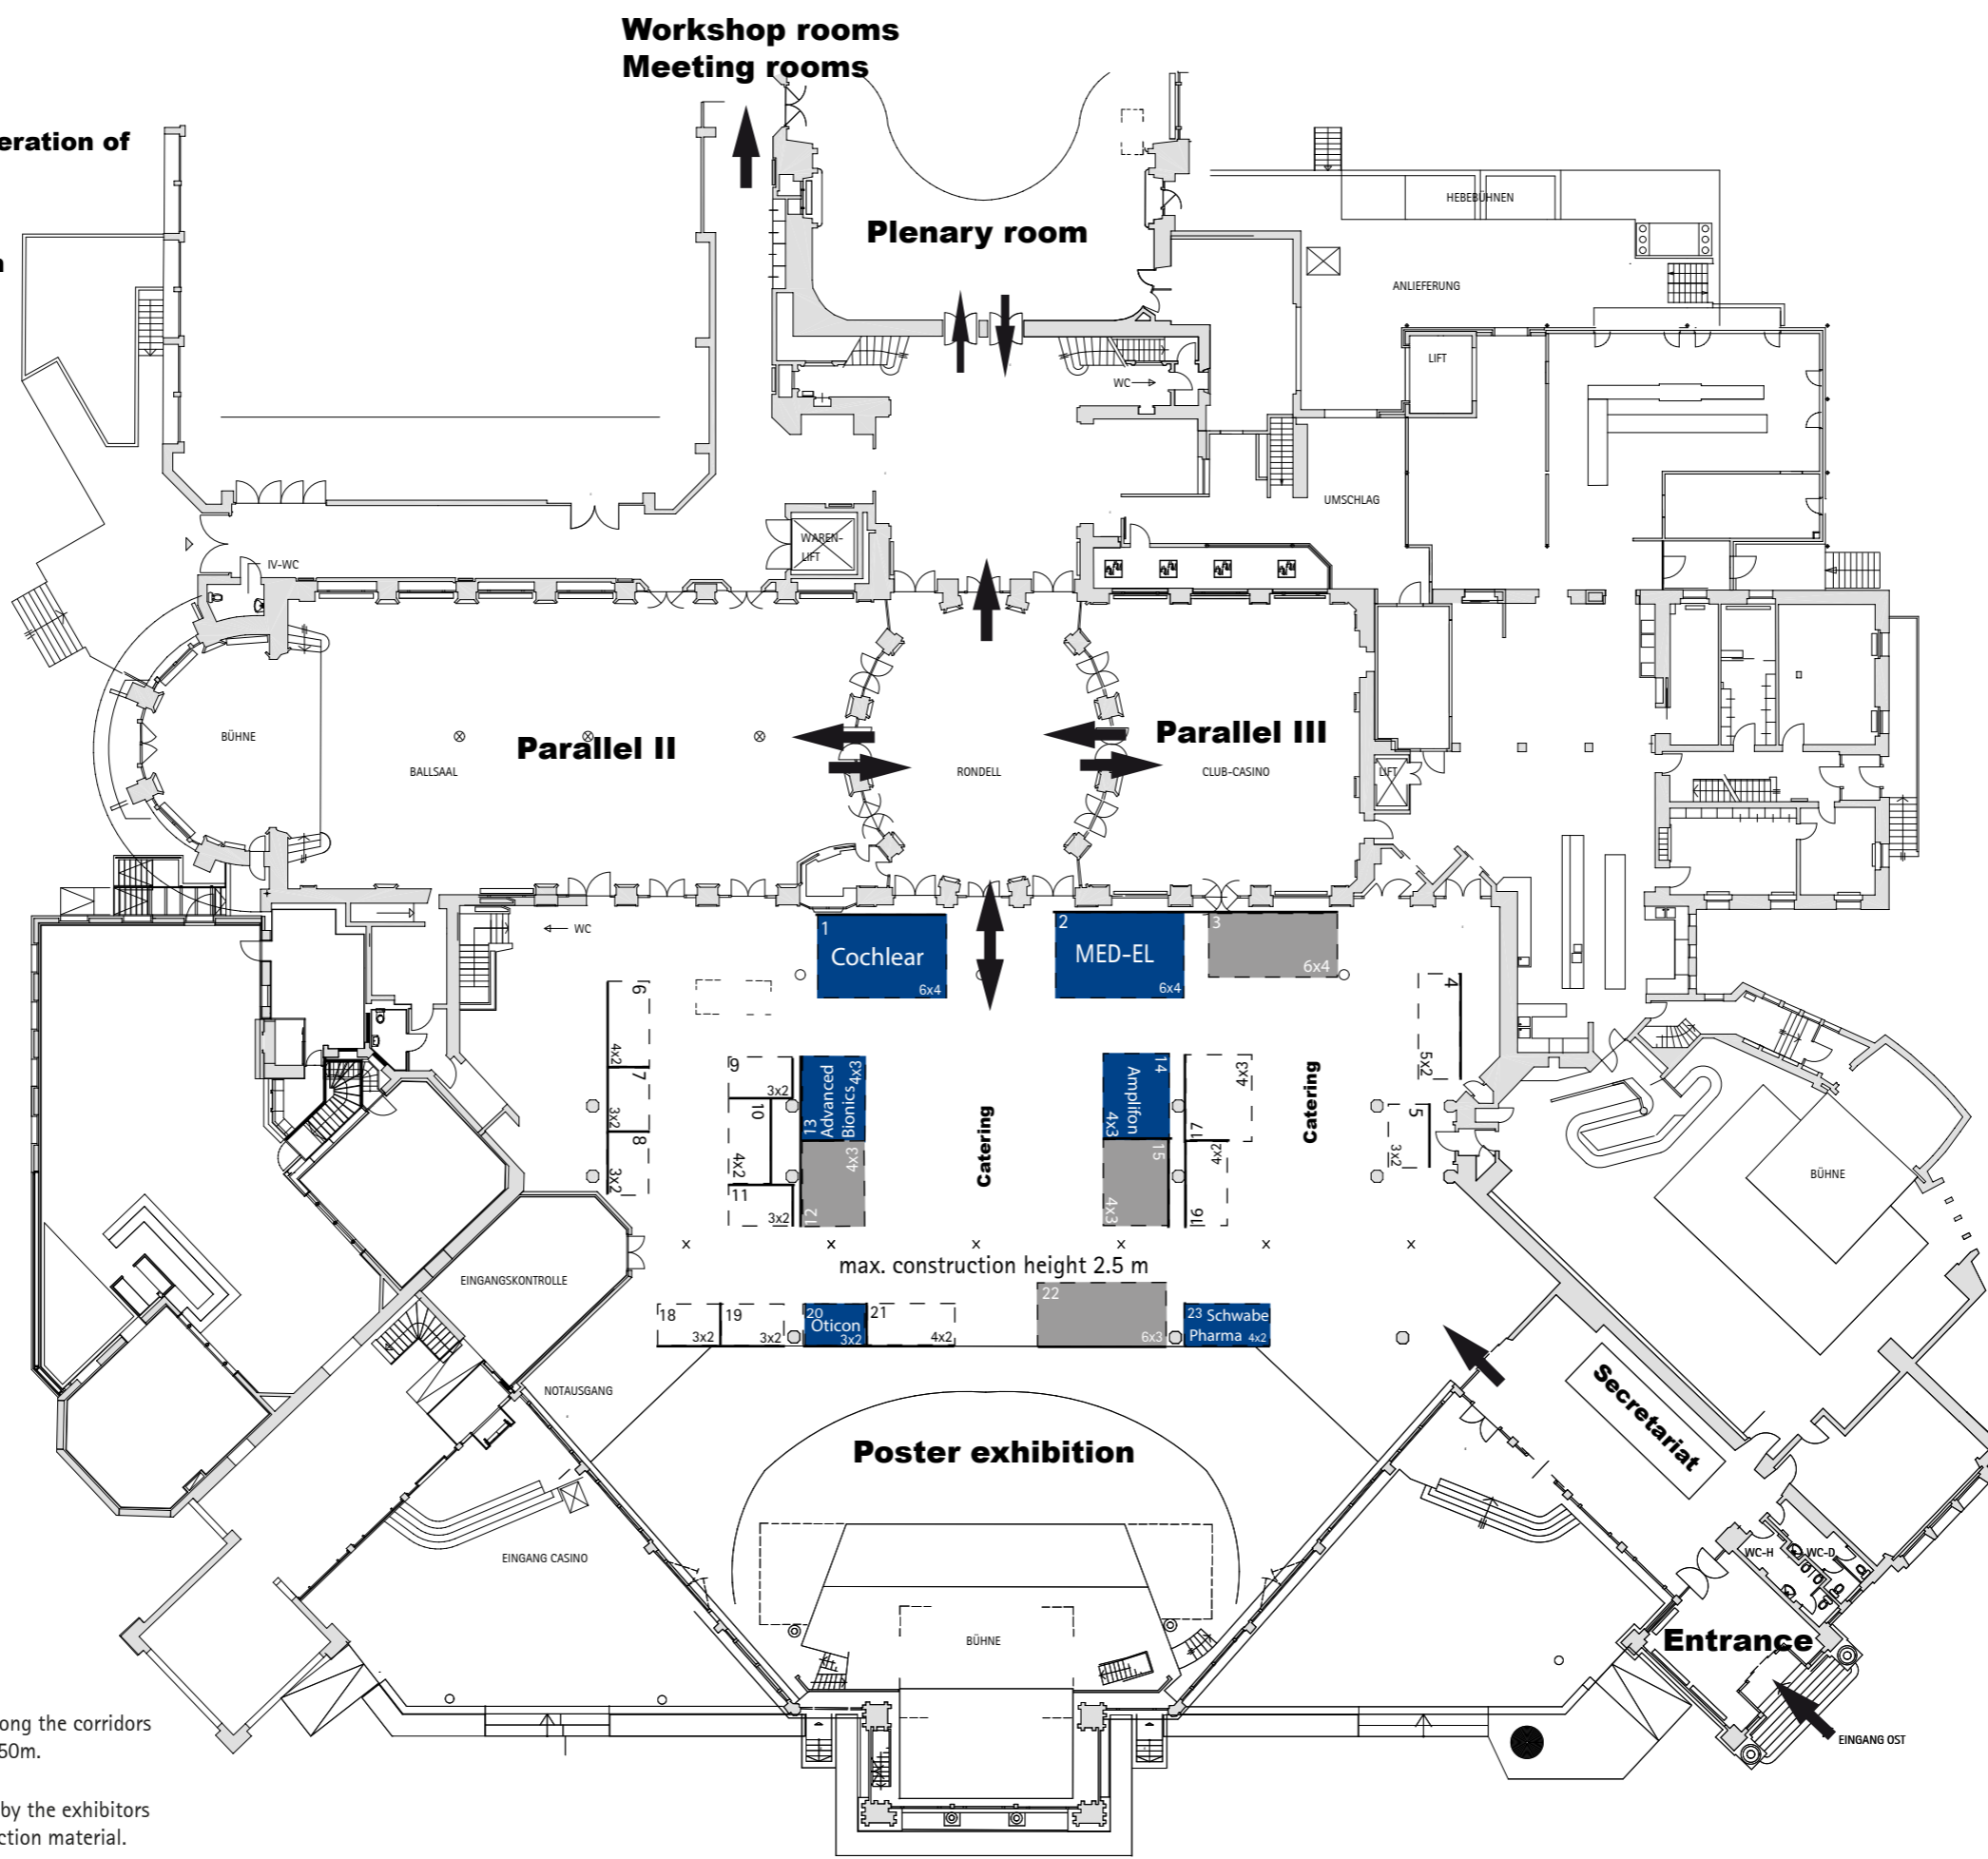 Workshop rooms
Meeting rooms
eration of
HEBEBÜHNEN
Plenary room
ANLIEFERUNG
LIFT
WC
UMSCHLAG
WAREN-
LIFT
IV-WC
BÜHNE
Parallel II
BALLSAAL
RONDELL
Parallel III
CLUB-CASINO
LIFT
WC
1
Cochlear
6x4
2
MED-EL
6x4
3
6x4
4
5x2
5
3x2
6
4x2
7
3x2
8
3x2
9
3x2
10
4x2
11
3x2
13
Advanced
Bionics
4x3
12
4x3
Catering
14
Amplifon
4x3
15
4x3
17
4x3
16
4x2
Catering
BÜHNE
x x x x x x
max. construction height 2.5 m
EINGANGSKONTROLLE
18
3x2
19
3x2
20
Oticon
3x2
21
4x2
22
6x3
23 Schwabe
Pharma 4x2
NOTAUSGANG
Secretariat
Poster exhibition
EINGANG CASINO
WC-H
WC-D
BÜHNE
Entrance
EINGANG OST
ong the corridors
50m.
by the exhibitors
ction material.